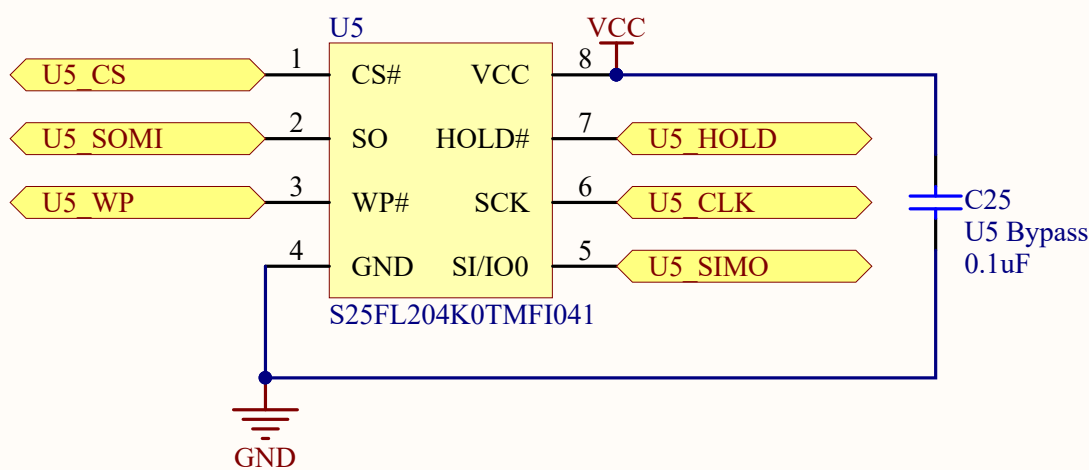 U5
VCC
U5_CS 1 CS# VCC 8
U5_SOMI 2 SO HOLD# 7 U5_HOLD
U5_WP 3 WP# SCK 6 U5_CLK
4 GND SI/IO0 5 U5_SIMO
S25FL204K0TMFI041
C25
U5 Bypass
0.1uF
GND